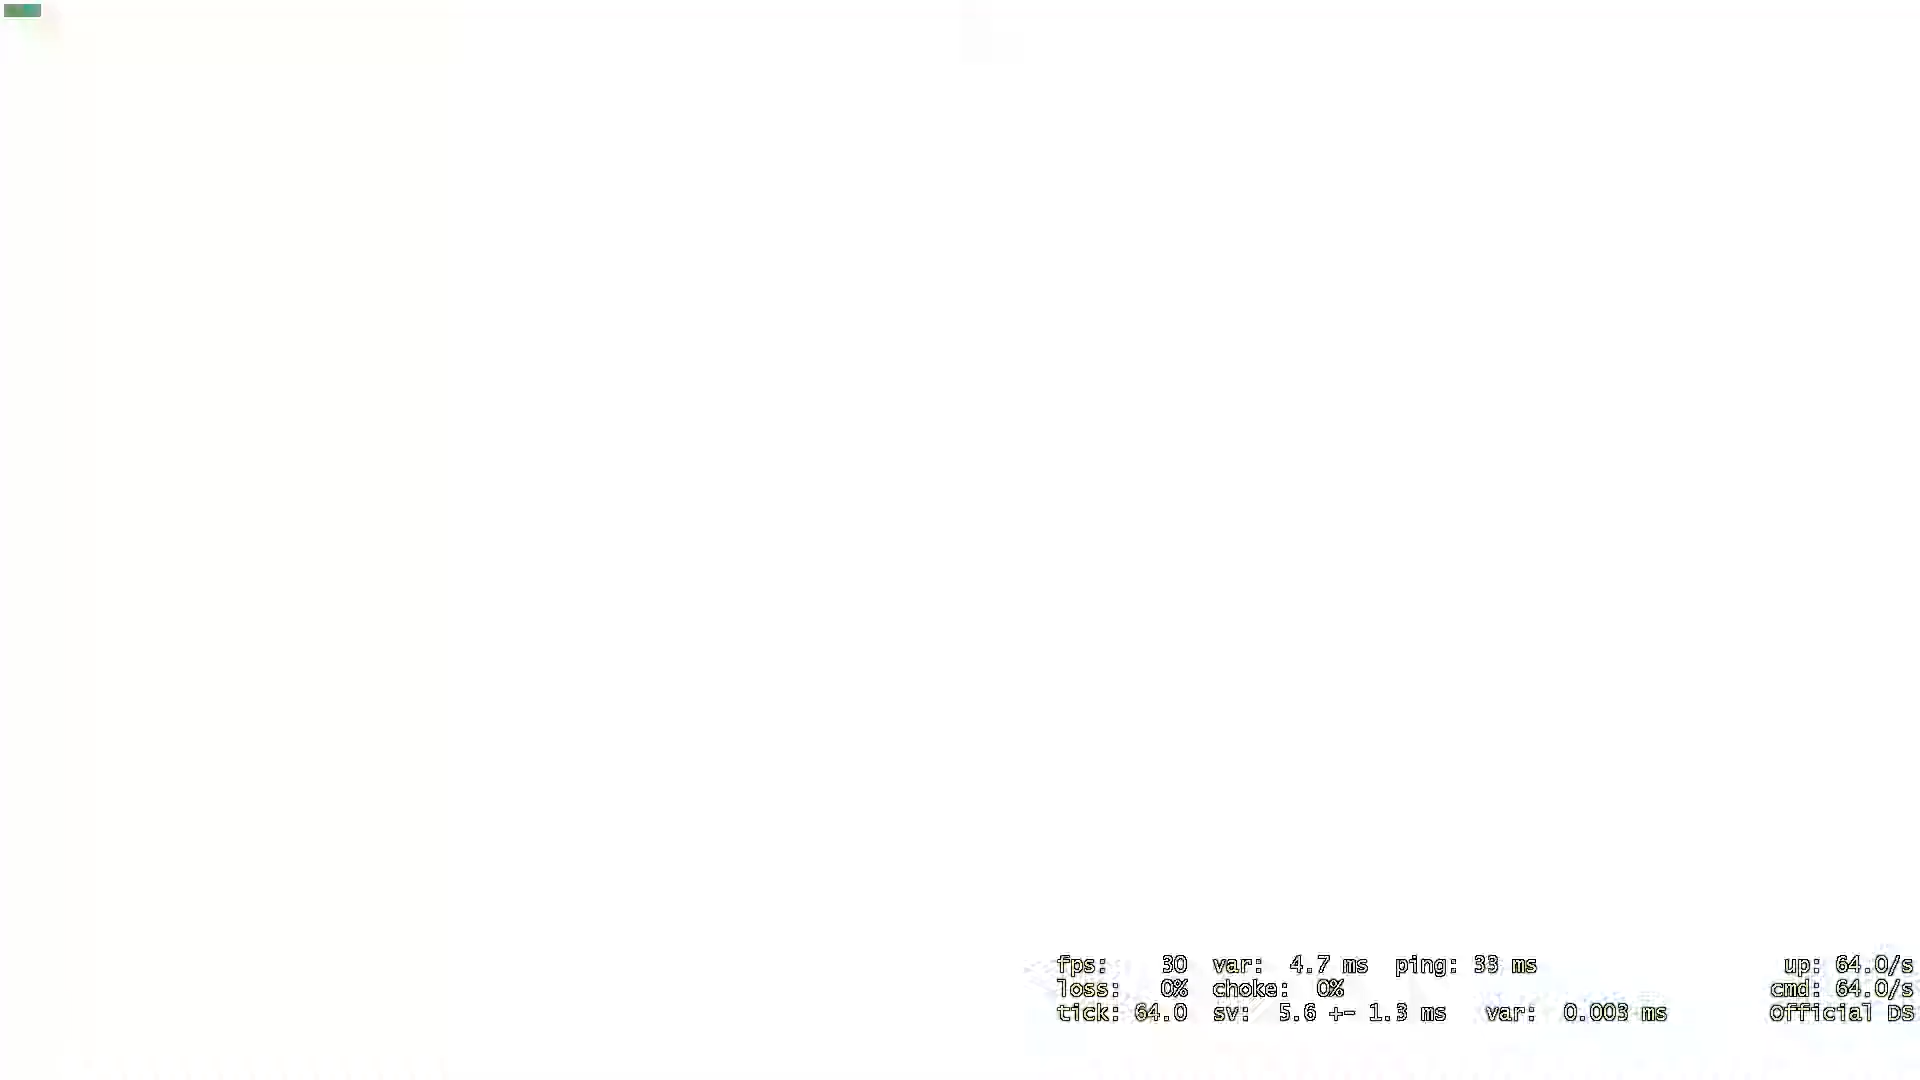 fps: 30 var: 4.7 ms ping: 33 ms up: 64.0/s
loss: 0% choke: 0% cmd: 64.0/s
tick: 64.0 sv: 5.6 +- 1.3 ms var: 0.003 ms Official DS